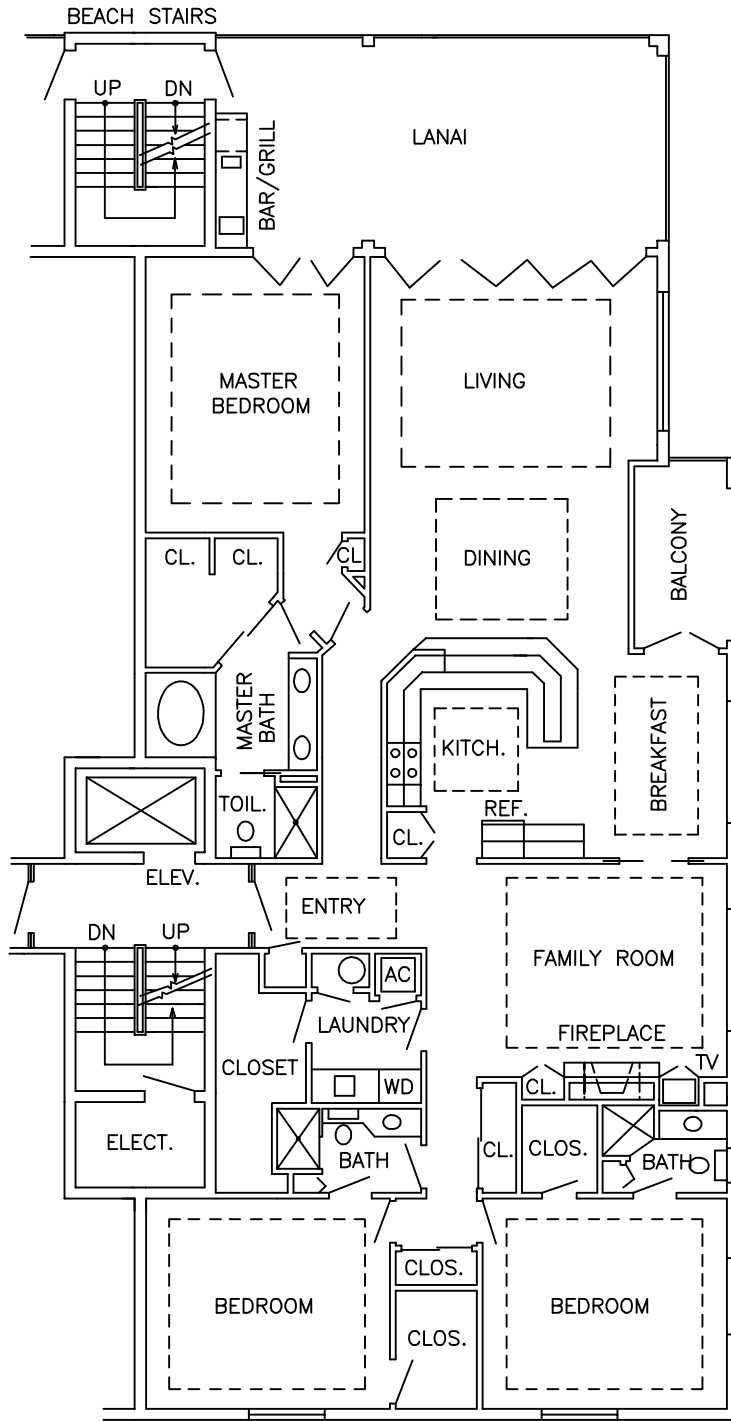 BEACH STAIRS
UP
DN
BAR/GRILL
LANAI
MASTER
BEDROOM
LIVING
CL.
CL.
CL
DINING
BALCONY
MASTER
BATH
KITCH.
BREAKFAST
TOIL.
REF.
CL.
ELEV.
ENTRY
DN
UP
FAMILY ROOM
AC
LAUNDRY
FIREPLACE
TV
CLOSET
WD
CL.
ELECT.
BATH
CL.
CLOS.
BATH
CLOS.
BEDROOM
BEDROOM
CLOS.